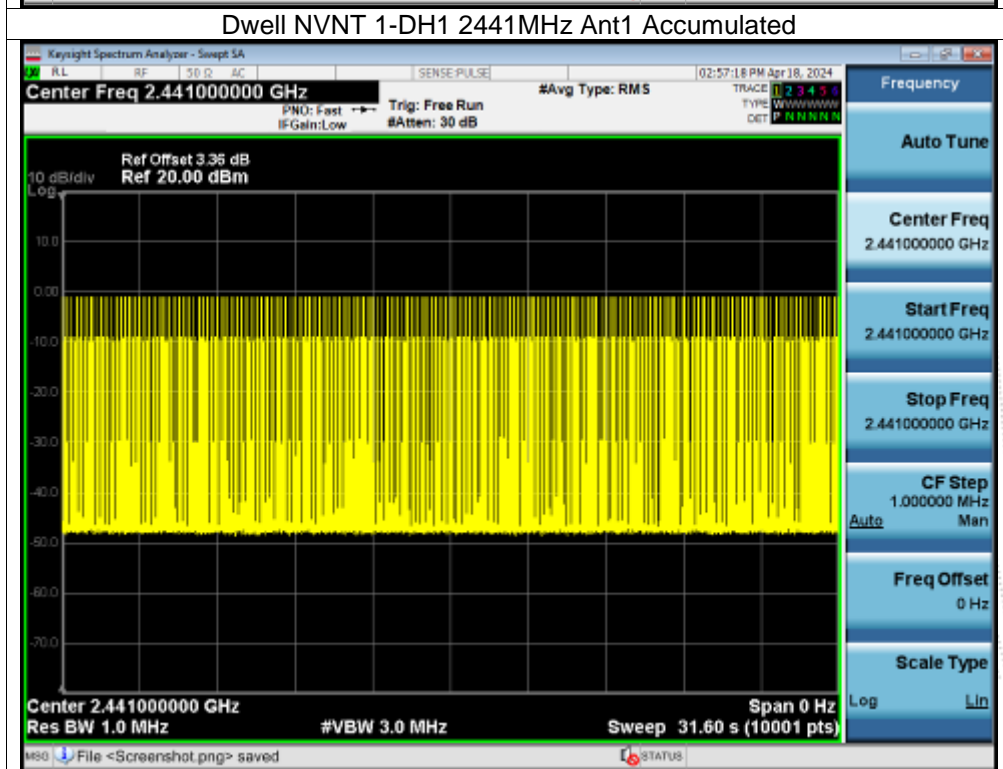 Dwell NVNT 1-DH1 2441MHz Ant1 Accumulated
Keysight Spectrum Analyzer - Swept SA
RL RF 50 Ω AC SENSE:PULSE 02:57:18 PM Apr 18, 2024
Center Freq 2.441000000 GHz
PNO: Fast
IFGain:Low
Trig: Free Run
#Atten: 30 dB
#Avg Type: RMS
TRACE 1 2 3 4 5 6
TYPE WWWWWW
DET P N N N N N
Frequency
Auto Tune
Center Freq
2.441000000 GHz
Start Freq
2.441000000 GHz
Stop Freq
2.441000000 GHz
CF Step
1.000000 MHz
Auto Man
Freq Offset
0 Hz
Scale Type
Log Lin
Ref Offset 3.36 dB
10 dB/div Ref 20.00 dBm
Log
10.0
0.00
-10.0
-20.0
-30.0
-40.0
-50.0
-60.0
-70.0
Center 2.441000000 GHz Span 0 Hz
Res BW 1.0 MHz #VBW 3.0 MHz Sweep 31.60 s (10001 pts)
MSG File <Screenshot.png> saved STATUS